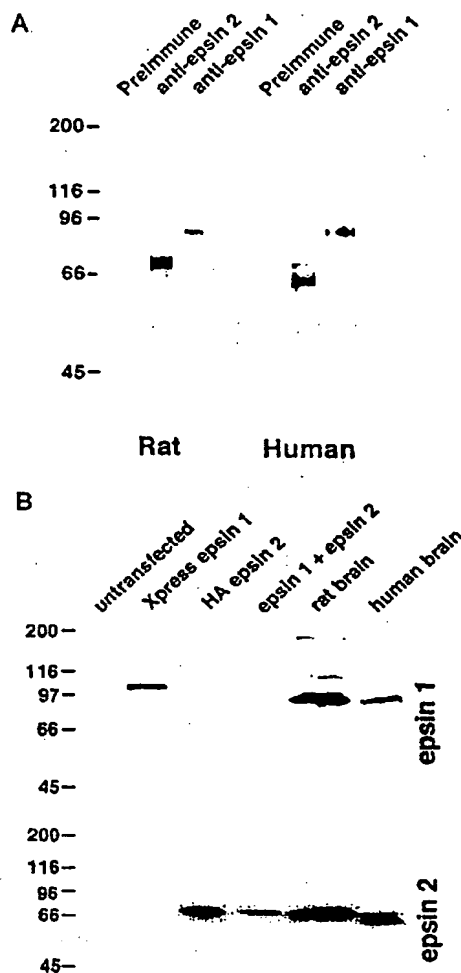 A
Preimmune
anti-epsin 2
anti-epsin 1
Preimmune
anti-epsin 2
anti-epsin 1
200
116
96
66
45
Rat
Human
B
untransfected
Xpress epsin 1
HA epsin 2
epsin 1 + epsin 2
rat brain
human brain
200
116
97
66
45
epsin 1
200
116
96
66
45
epsin 2